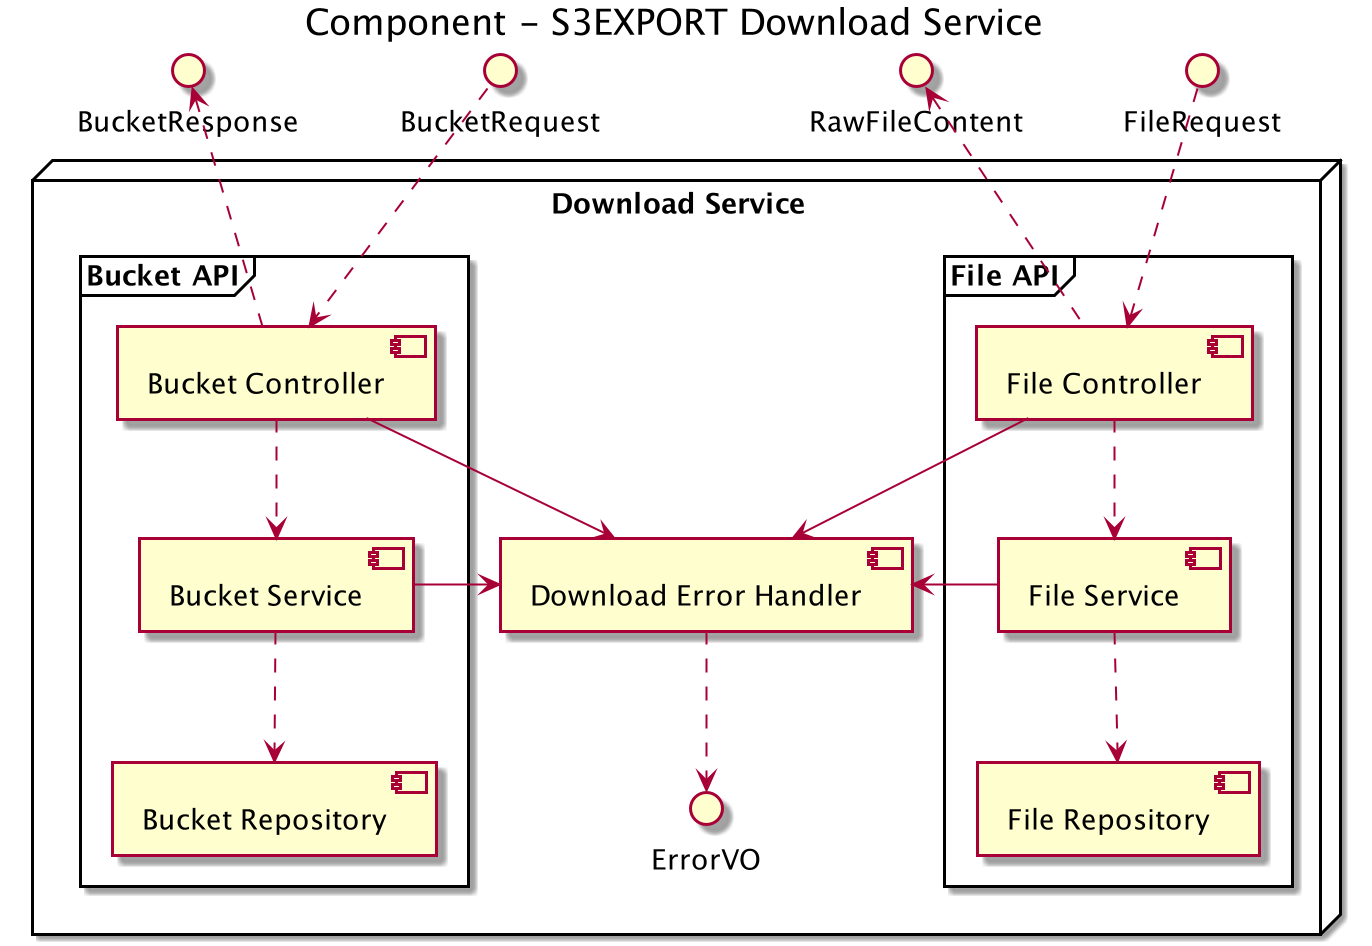 Component - S3EXPORT Download Service
BucketResponse
BucketRequest
RawFileContent
FileRequest
Download Service
Bucket API
File API
Bucket Controller
File Controller
Bucket Service
Download Error Handler
File Service
Bucket Repository
File Repository
ErrorVO